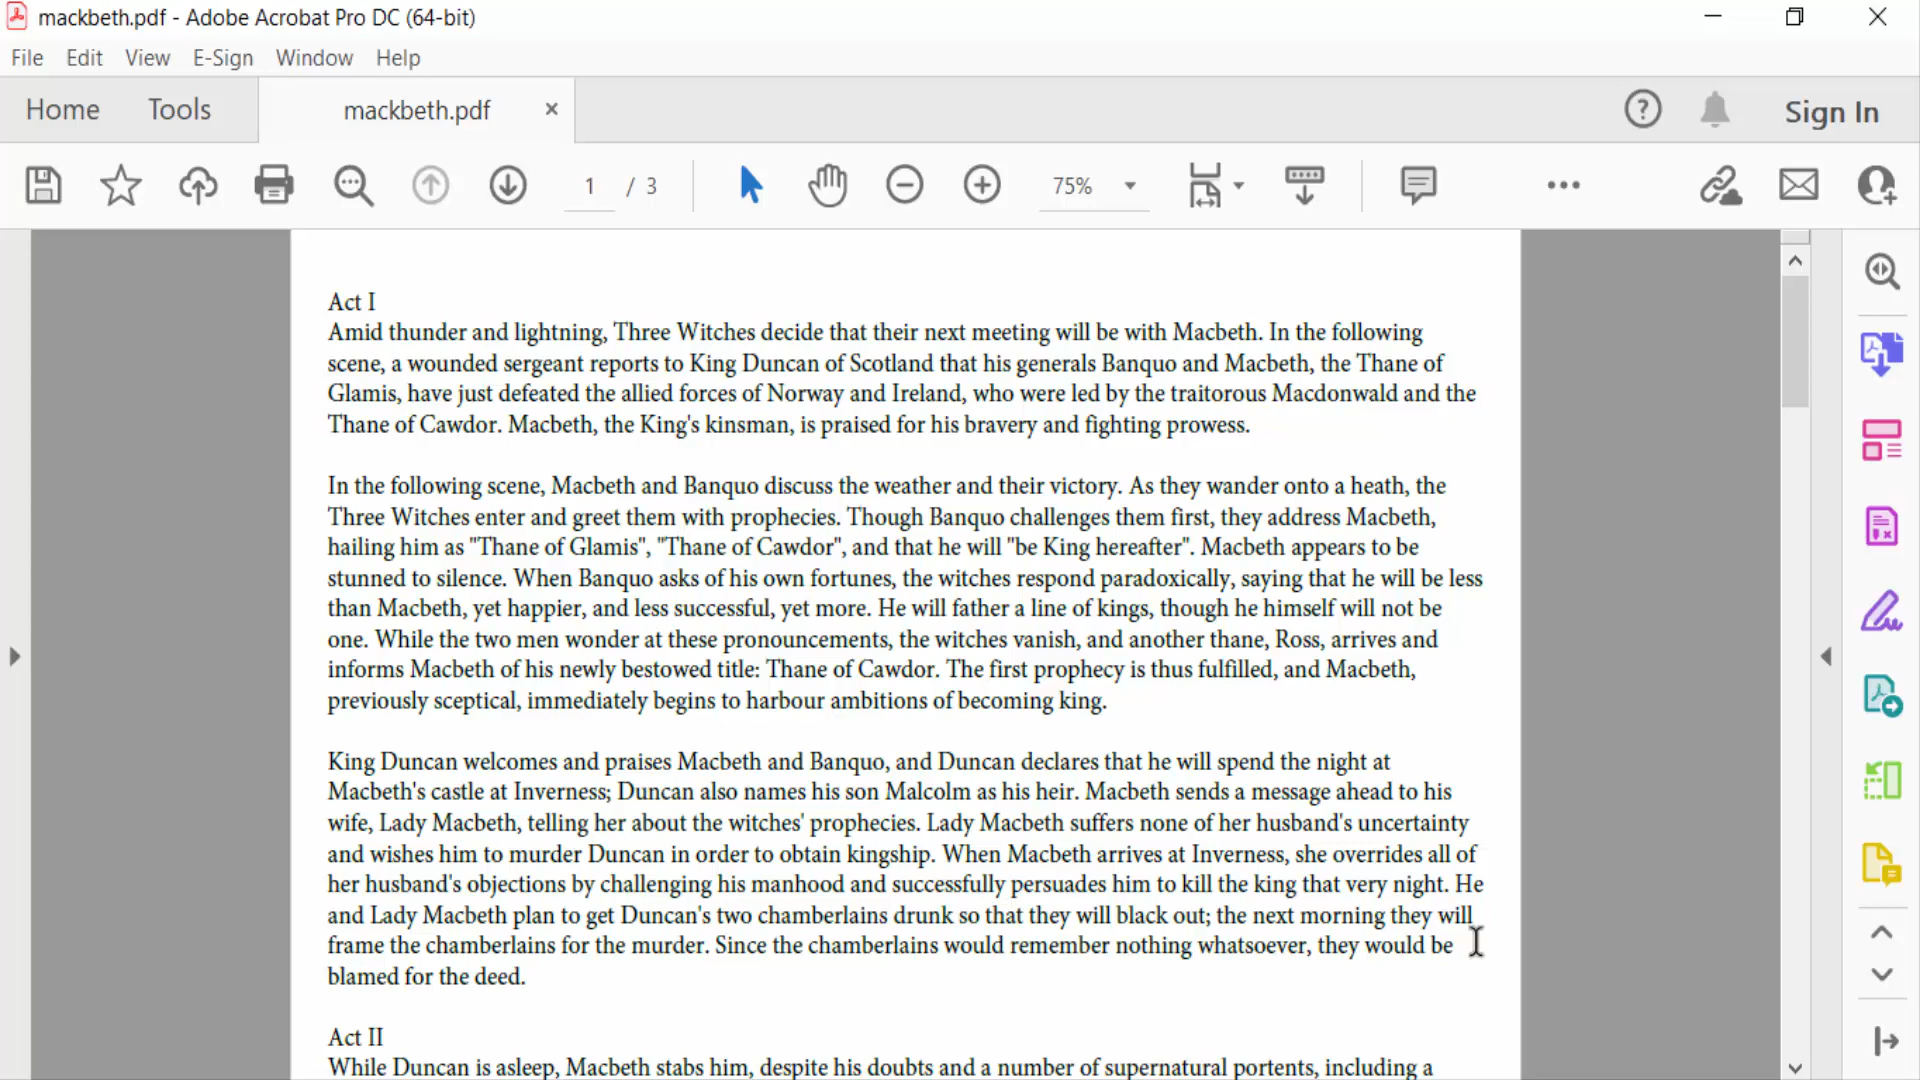 mackbeth.pdf - Adobe Acrobat Pro DC (64-bit)
File Edit View E-Sign Window Help
Home Tools mackbeth.pdf × Sign In
1 / 3 75%
Act I
Amid thunder and lightning, Three Witches decide that their next meeting will be with Macbeth. In the following
scene, a wounded sergeant reports to King Duncan of Scotland that his generals Banquo and Macbeth, the Thane of
Glamis, have just defeated the allied forces of Norway and Ireland, who were led by the traitorous Macdonwald and the
Thane of Cawdor. Macbeth, the King's kinsman, is praised for his bravery and fighting prowess.
In the following scene, Macbeth and Banquo discuss the weather and their victory. As they wander onto a heath, the
Three Witches enter and greet them with prophecies. Though Banquo challenges them first, they address Macbeth,
hailing him as "Thane of Glamis", "Thane of Cawdor", and that he will "be King hereafter". Macbeth appears to be
stunned to silence. When Banquo asks of his own fortunes, the witches respond paradoxically, saying that he will be less
than Macbeth, yet happier, and less successful, yet more. He will father a line of kings, though he himself will not be
one. While the two men wonder at these pronouncements, the witches vanish, and another thane, Ross, arrives and
informs Macbeth of his newly bestowed title: Thane of Cawdor. The first prophecy is thus fulfilled, and Macbeth,
previously sceptical, immediately begins to harbour ambitions of becoming king.
King Duncan welcomes and praises Macbeth and Banquo, and Duncan declares that he will spend the night at
Macbeth's castle at Inverness; Duncan also names his son Malcolm as his heir. Macbeth sends a message ahead to his
wife, Lady Macbeth, telling her about the witches' prophecies. Lady Macbeth suffers none of her husband's uncertainty
and wishes him to murder Duncan in order to obtain kingship. When Macbeth arrives at Inverness, she overrides all of
her husband's objections by challenging his manhood and successfully persuades him to kill the king that very night. He
and Lady Macbeth plan to get Duncan's two chamberlains drunk so that they will black out; the next morning they will
frame the chamberlains for the murder. Since the chamberlains would remember nothing whatsoever, they would be
blamed for the deed.
Act II
While Duncan is asleep, Macbeth stabs him, despite his doubts and a number of supernatural portents, including a